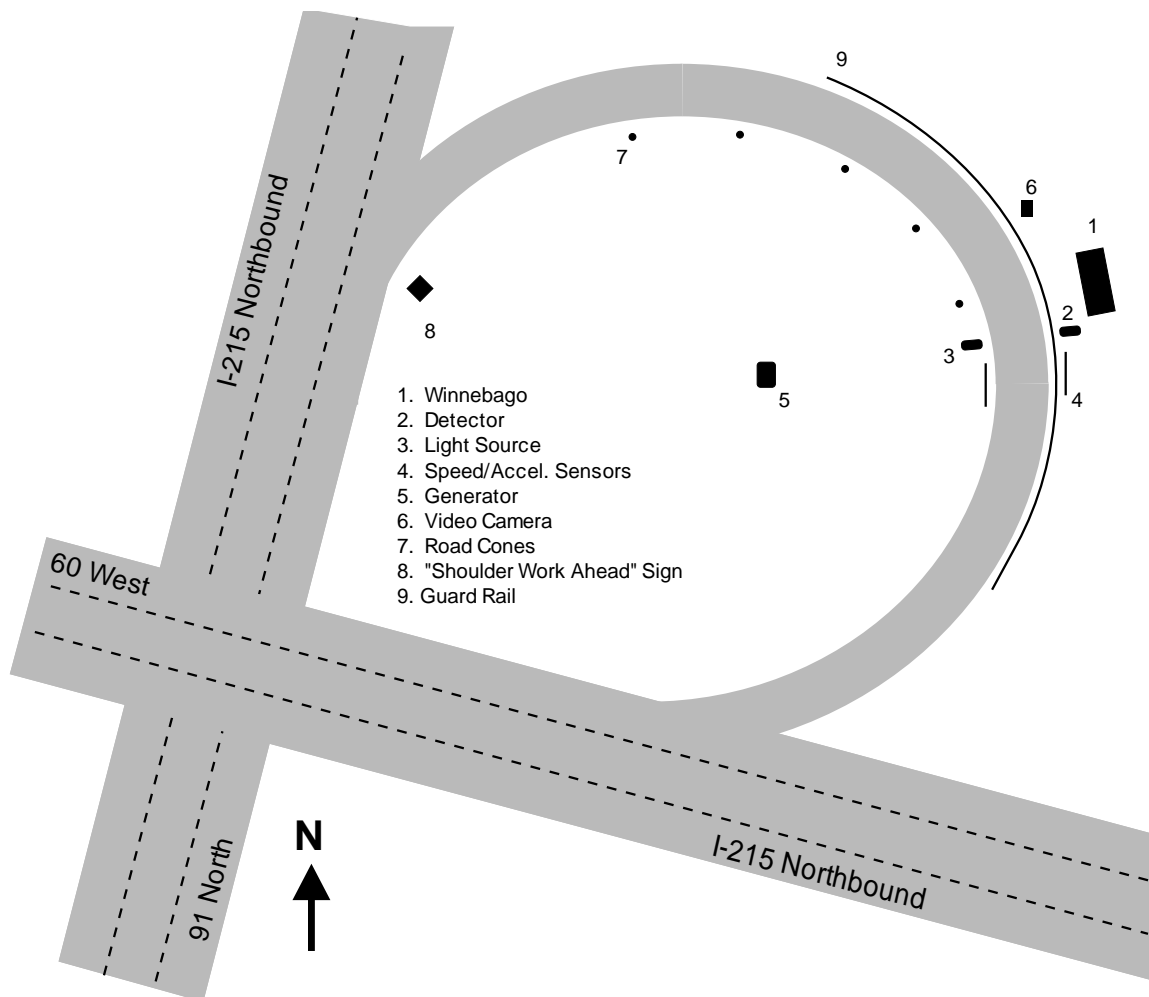 9
7
6
1
I-215 Northbound
8
2
3
5
4
1. Winnebago
2. Detector
3. Light Source
4. Speed/Accel. Sensors
5. Generator
6. Video Camera
7. Road Cones
8. "Shoulder Work Ahead" Sign
9. Guard Rail
60 West
N
I-215 Northbound
91 North